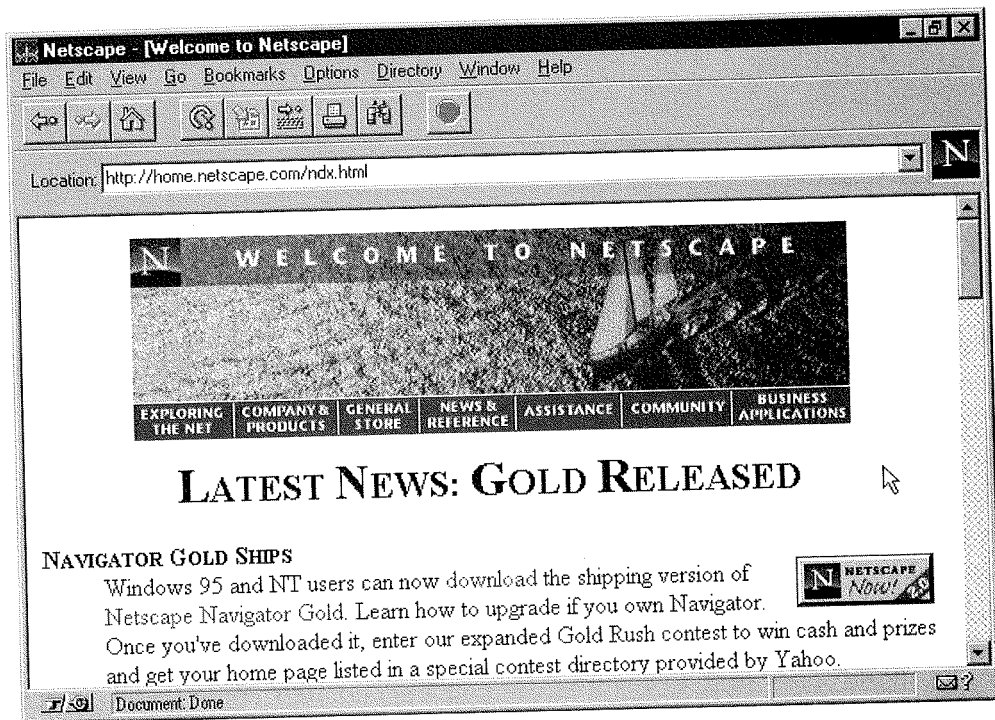 Netscape - [Welcome to Netscape]
File Edit View Go Bookmarks Options Directory Window Help
Location: http://home.netscape.com/ndx.html
N
N WELCOME TO NETSCAPE
EXPLORING THE NET
COMPANY & PRODUCTS
GENERAL STORE
NEWS & REFERENCE
ASSISTANCE
COMMUNITY
BUSINESS APPLICATIONS
LATEST NEWS: GOLD RELEASED
NAVIGATOR GOLD SHIPS
Windows 95 and NT users can now download the shipping version of
Netscape Navigator Gold. Learn how to upgrade if you own Navigator.
Once you've downloaded it, enter our expanded Gold Rush contest to win cash and prizes
and get your home page listed in a special contest directory provided by Yahoo.
N NETSCAPE
Now!
Document: Done